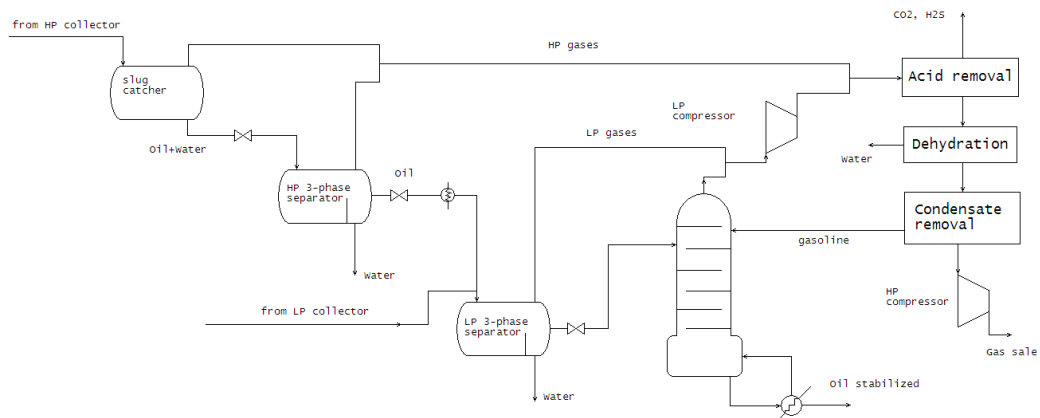 from HP collector
slug
catcher
Oil+Water
HP gases
CO2, H2S
Acid removal
LP
compressor
LP gases
Dehydration
Water
HP 3-phase
separator
Oil
Condensate
removal
gasoline
Water
from LP collector
LP 3-phase
separator
HP
compressor
Gas sale
Water
Oil stabilized